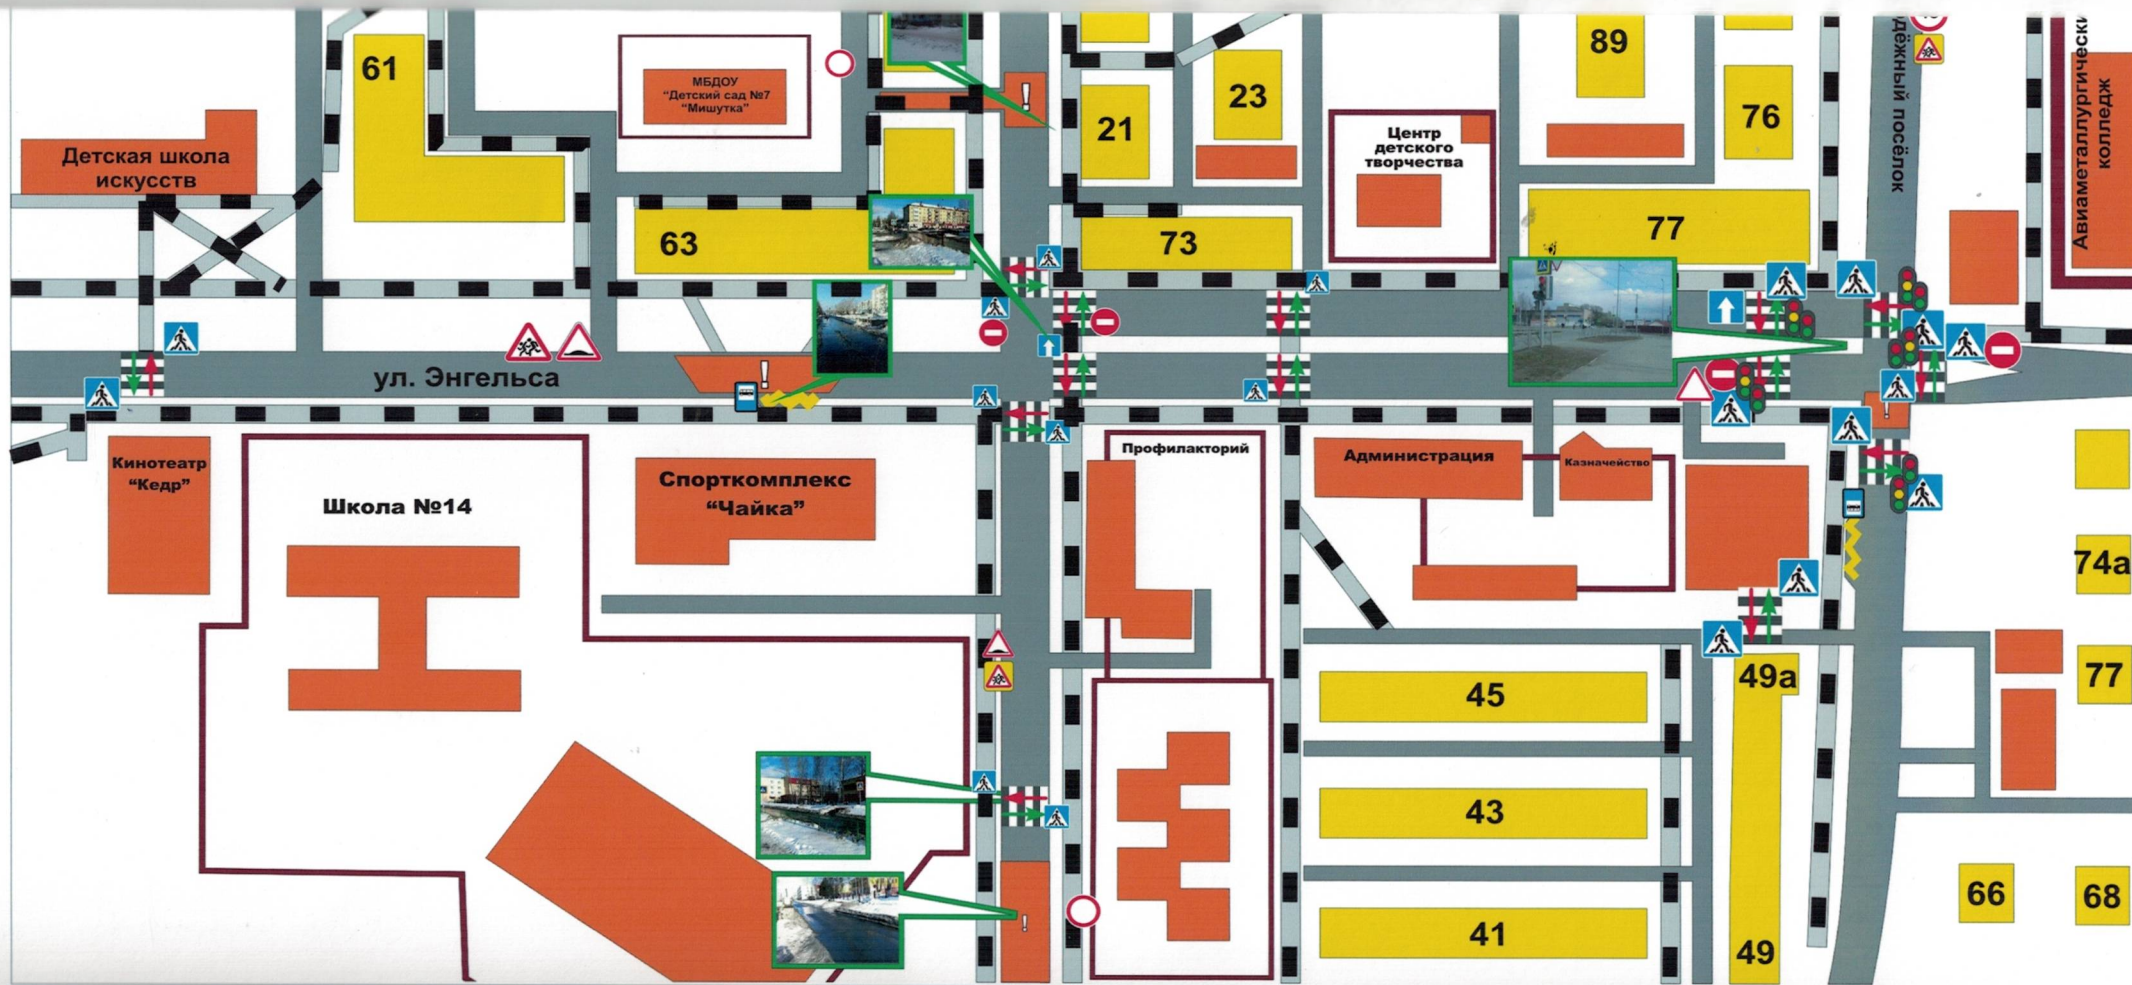 61
89
МБДОУ
“Детский сад №7
“Мишутка”
!
23
76
21
Центр
детского
творчества
Детская школа
искусств
посёлок
Авиаметаллургически
колледж
63
73
77
ул. Энгельса
!
!
Кинотеатр
“Кедр”
Школа №14
Спорткомплекс
“Чайка”
Профилакторий
Администрация
Казначейство
74а
45
49а
77
43
66
68
41
49
!